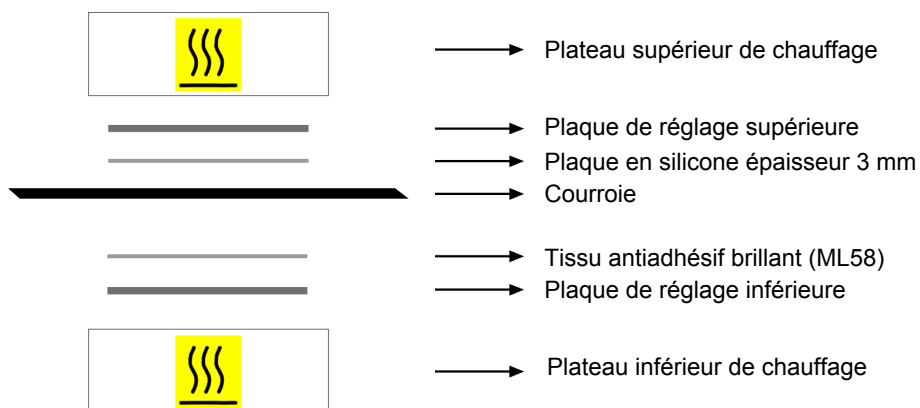 Plateau supérieur de chauffage
Plaque de réglage supérieure
Plaque en silicone épaisseur 3 mm
Courroie
Tissu antiadhésif brillant (ML58)
Plaque de réglage inférieure
Plateau inférieur de chauffage